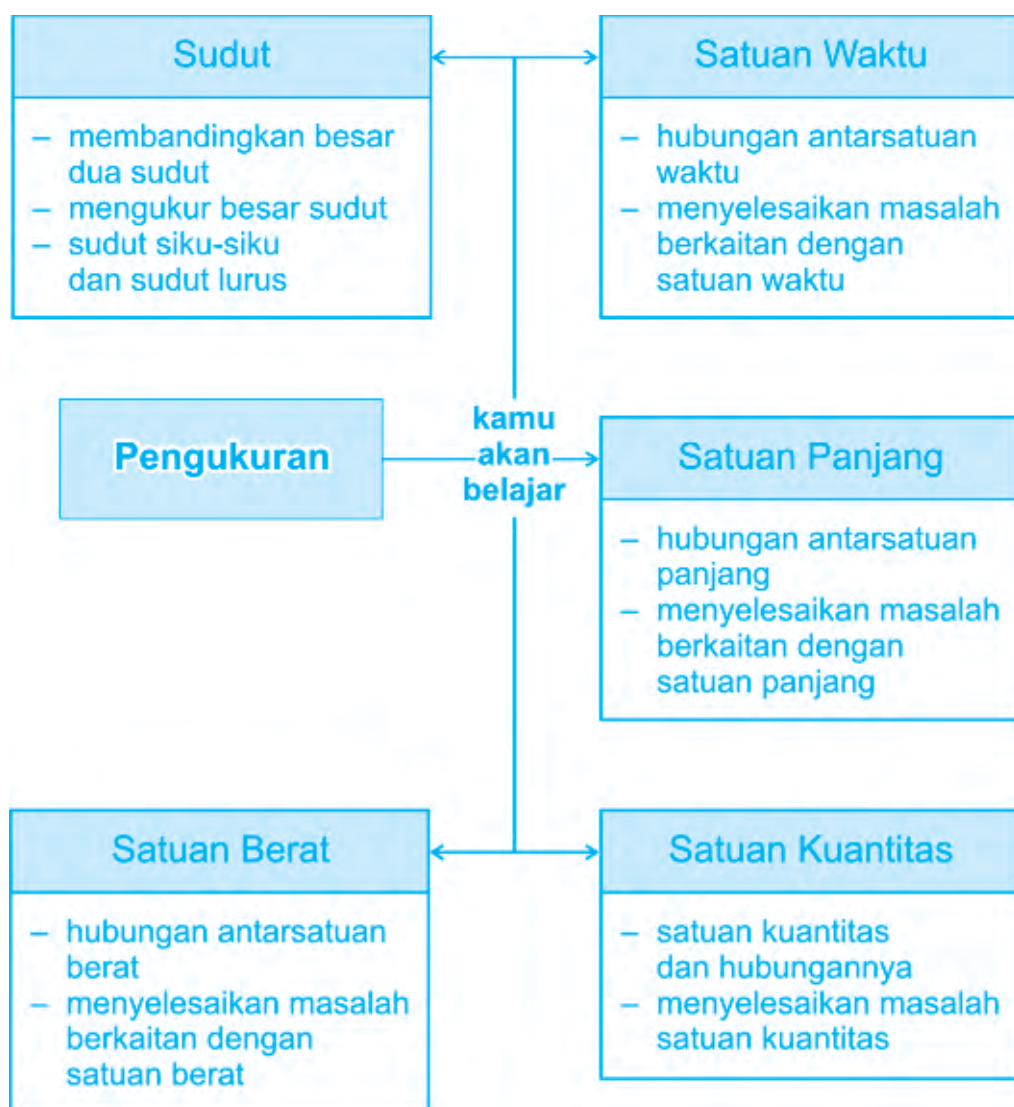 Sudut
– membandingkan besar
dua sudut
– mengukur besar sudut
– sudut siku-siku
dan sudut lurus
Satuan Waktu
– hubungan antarsatuan
waktu
– menyelesaikan masalah
berkaitan dengan
satuan waktu
Pengukuran
kamu
akan
belajar
Satuan Panjang
– hubungan antarsatuan
panjang
– menyelesaikan masalah
berkaitan dengan
satuan panjang
Satuan Berat
– hubungan antarsatuan
berat
– menyelesaikan masalah
berkaitan dengan
satuan berat
Satuan Kuantitas
– satuan kuantitas
dan hubungannya
– menyelesaikan masalah
satuan kuantitas